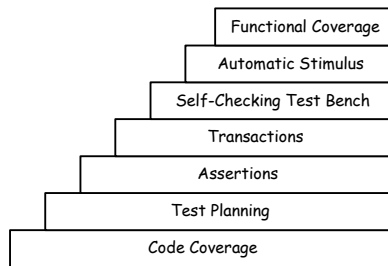 Functional Coverage
Automatic Stimulus
Self-Checking Test Bench
Transactions
Assertions
Test Planning
Code Coverage